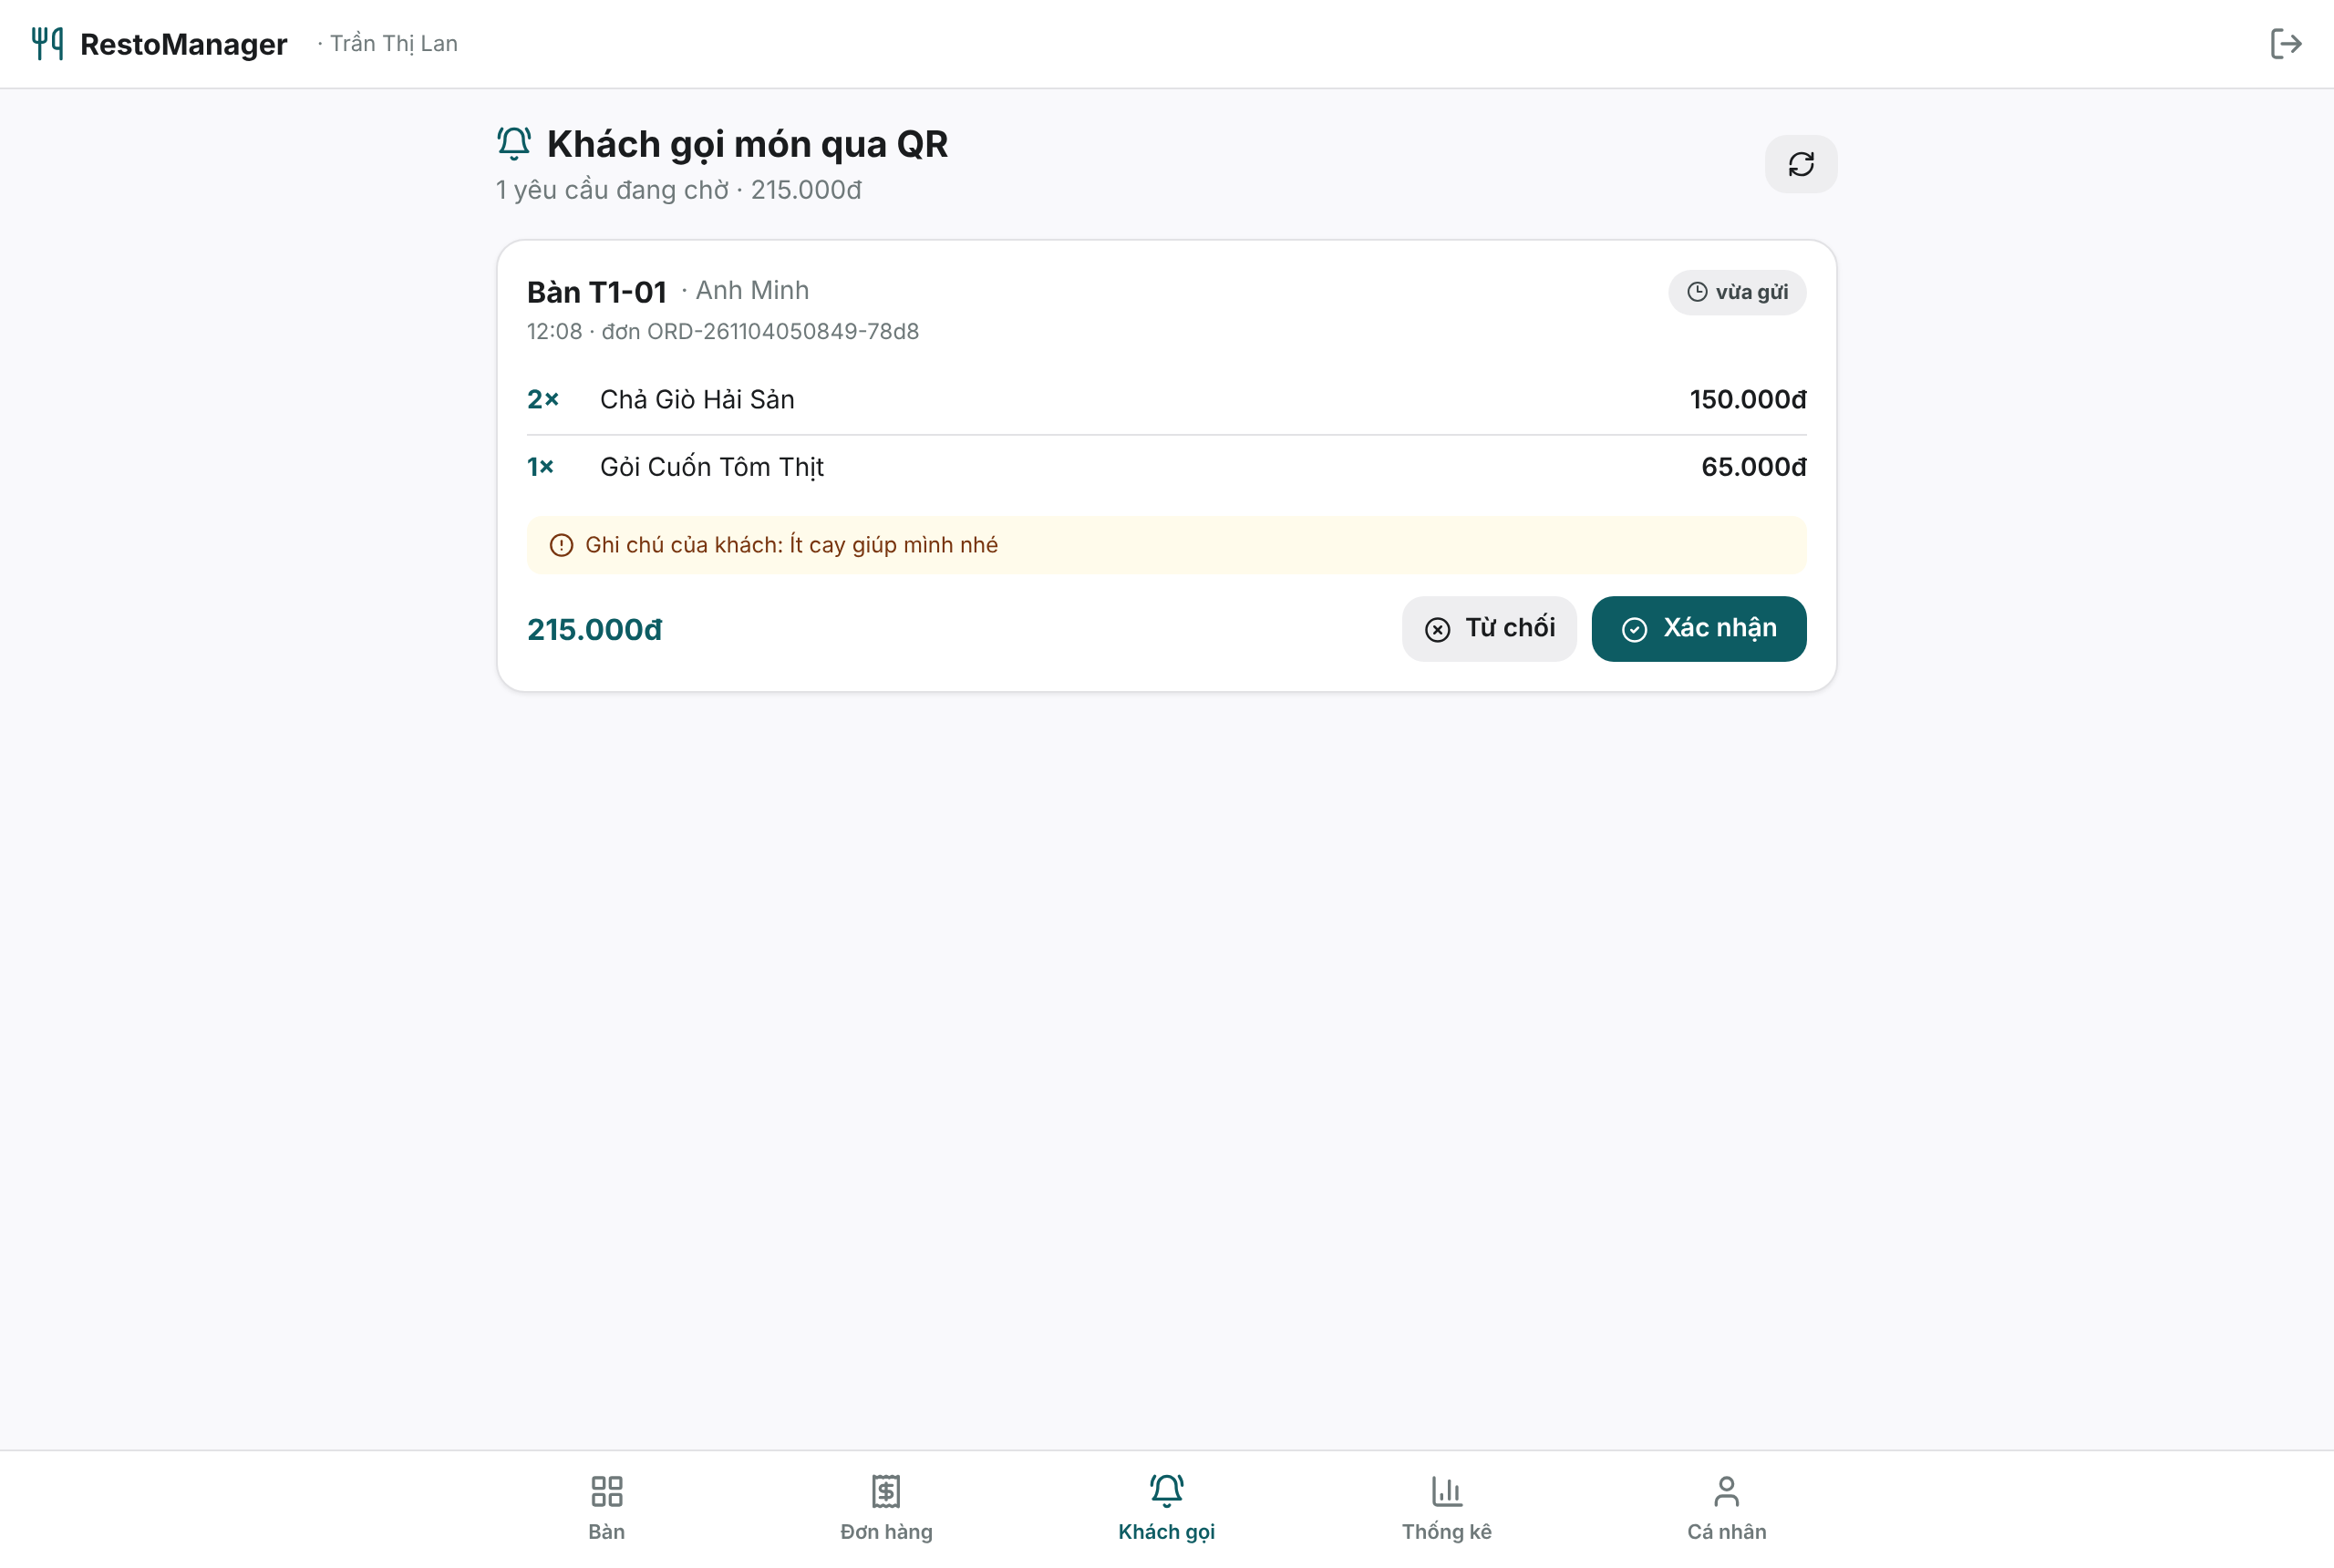 RestoManager · Trần Thị Lan
Khách gọi món qua QR
1 yêu cầu đang chờ · 215.000đ
Bàn T1-01 · Anh Minh
vừa gửi
12:08 · đơn ORD-261104050849-78d8
2× Chả Giò Hải Sản 150.000đ
1× Gỏi Cuốn Tôm Thịt 65.000đ
Ghi chú của khách: Ít cay giúp mình nhé
215.000đ
Từ chối
Xác nhận
Bàn
Đơn hàng
Khách gọi
Thống kê
Cá nhân